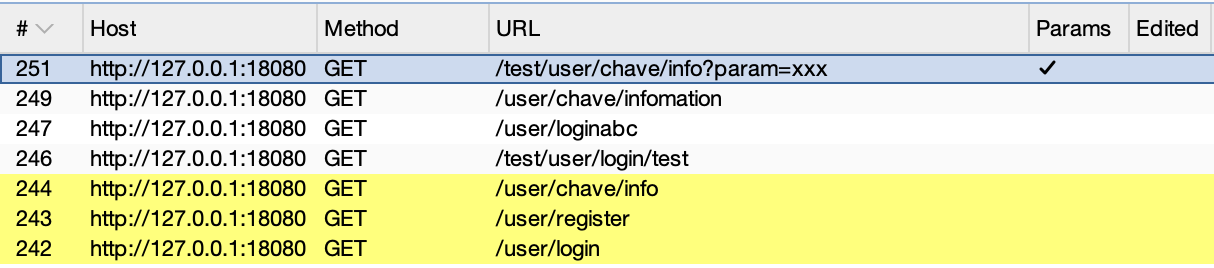 # Host Method URL Params Edited
251 http://127.0.0.1:18080 GET /test/user/chave/info?param=xxx ✓
249 http://127.0.0.1:18080 GET /user/chave/infomation
247 http://127.0.0.1:18080 GET /user/loginabc
246 http://127.0.0.1:18080 GET /test/user/login/test
244 http://127.0.0.1:18080 GET /user/chave/info
243 http://127.0.0.1:18080 GET /user/register
242 http://127.0.0.1:18080 GET /user/login